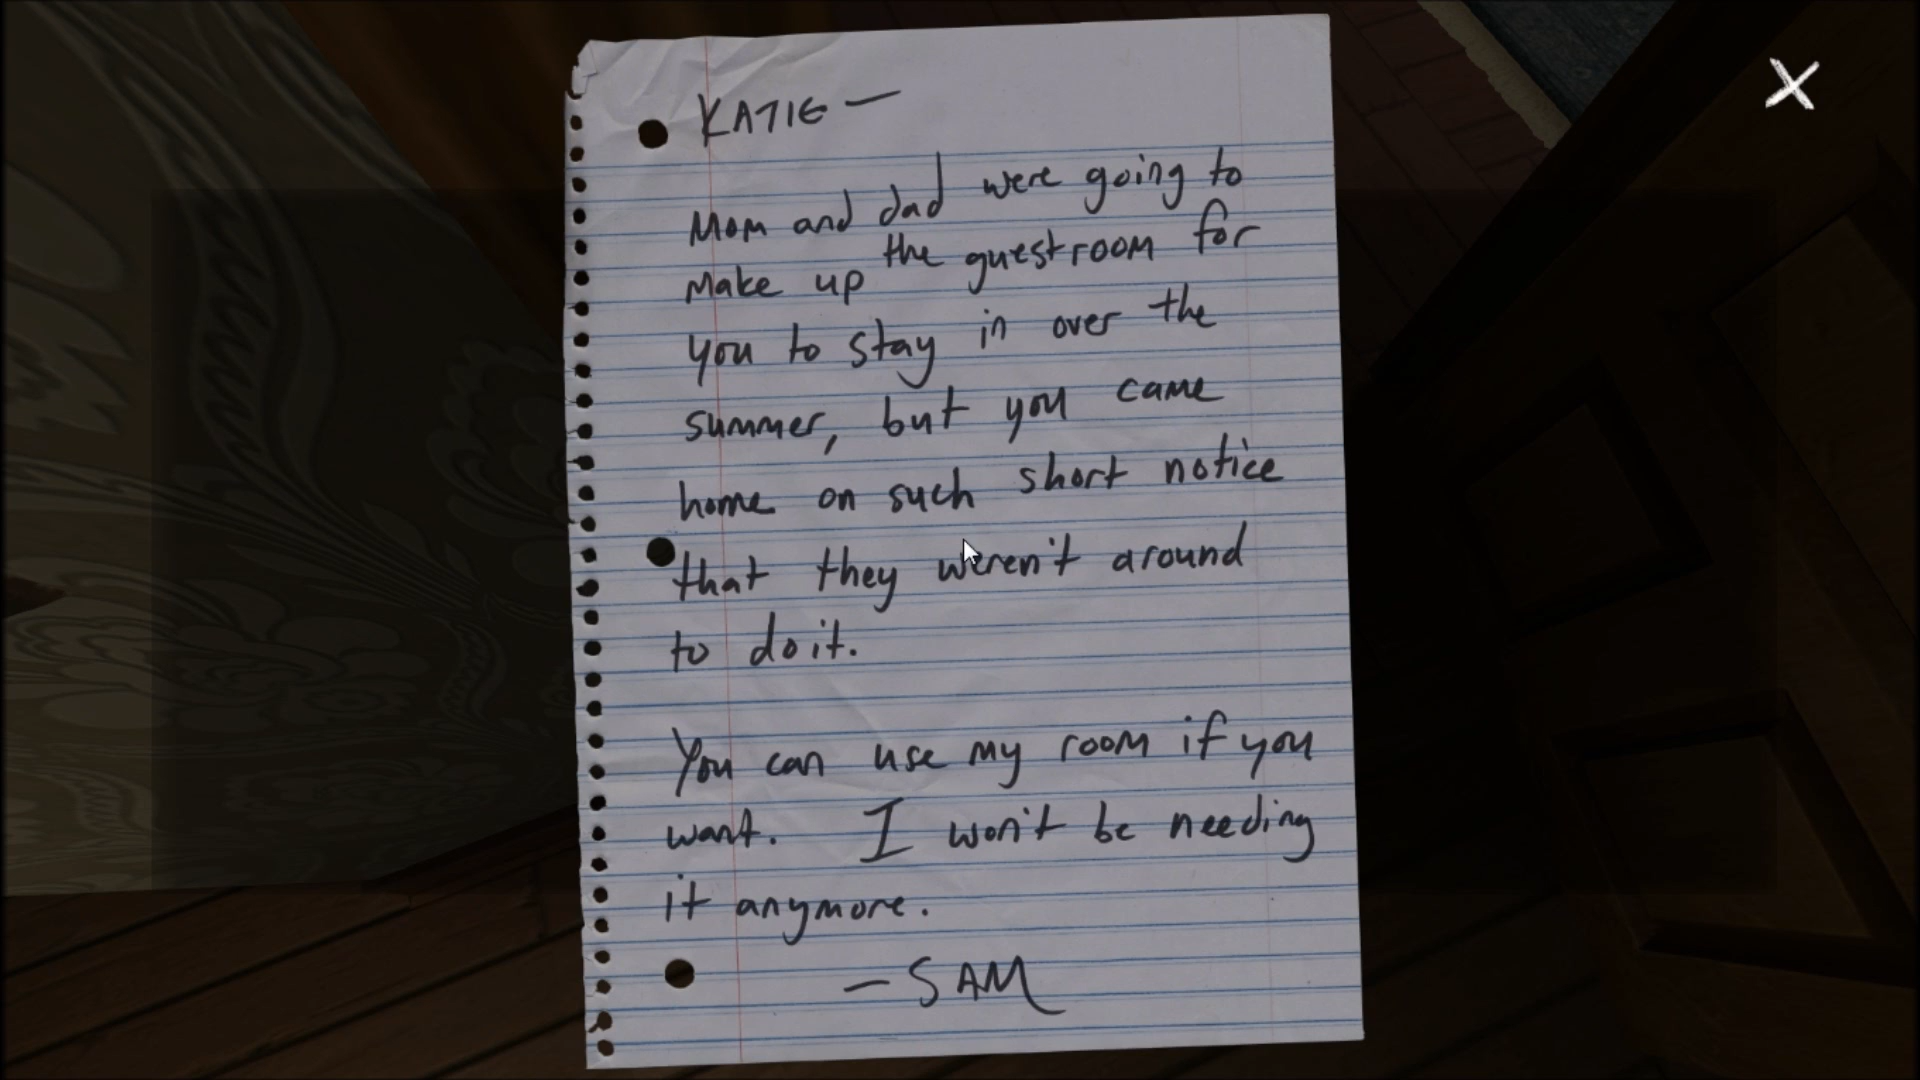 KATIE —
Mom and dad were going to
make up the guestroom for
you to stay in over the
summer, but you came
home on such short notice
that they weren't around
to do it.
You can use my room if you
want. I won't be needing
it anymore.
— SAM